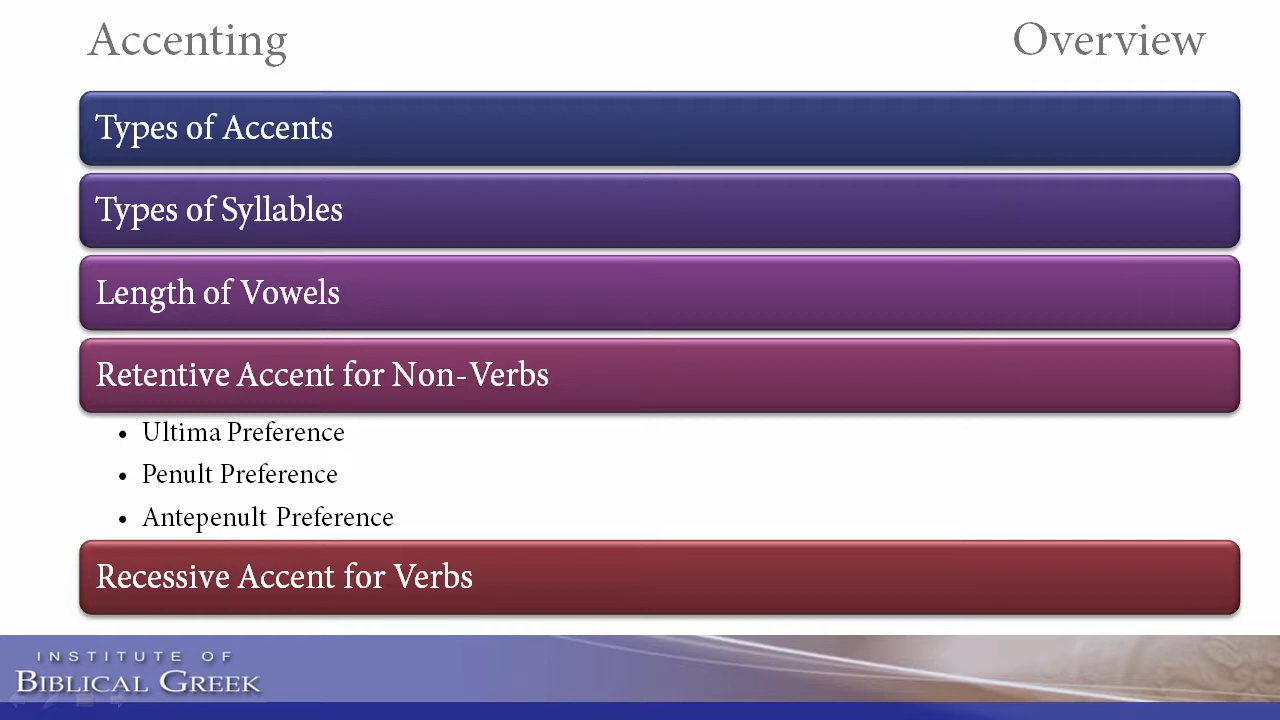 Accenting Overview
Types of Accents
Types of Syllables
Length of Vowels
Retentive Accent for Non-Verbs
• Ultima Preference
• Penult Preference
• Antepenult Preference
Recessive Accent for Verbs
INSTITUTE OF
BIBLICAL GREEK